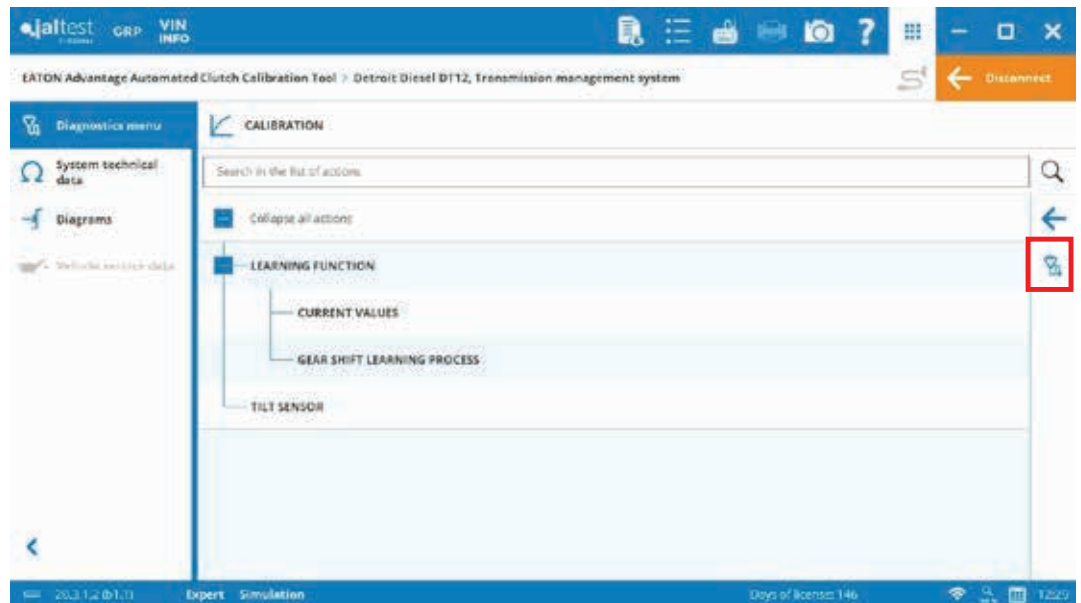 jaltest GRP VIN INFO
EATON Advantage Automated Clutch Calibration Tool > Detroit Diesel DT12, Transmission management system
Disconnect
Diagnostics menu
CALIBRATION
System technical data
Search in the list of actions
Diagrams
Collapse all actions
LEARNING FUNCTION
CURRENT VALUES
GEAR SHIFT LEARNING PROCESS
TILT SENSOR
Expert Simulation
Days of license: 146
12:29